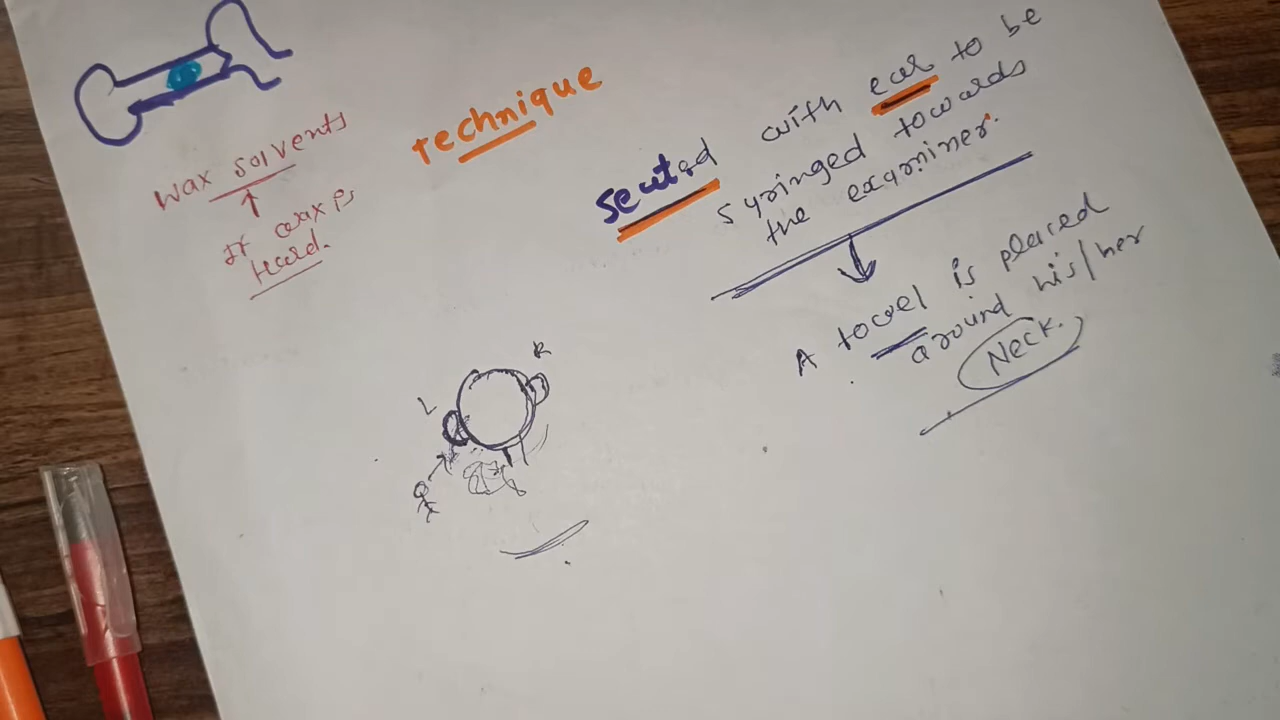 Wax solvents
If wax is
Hard.
technique
Seated with ear to be
syringed towards
the examiner.
A towel is placed
around his/her
Neck.
L
R